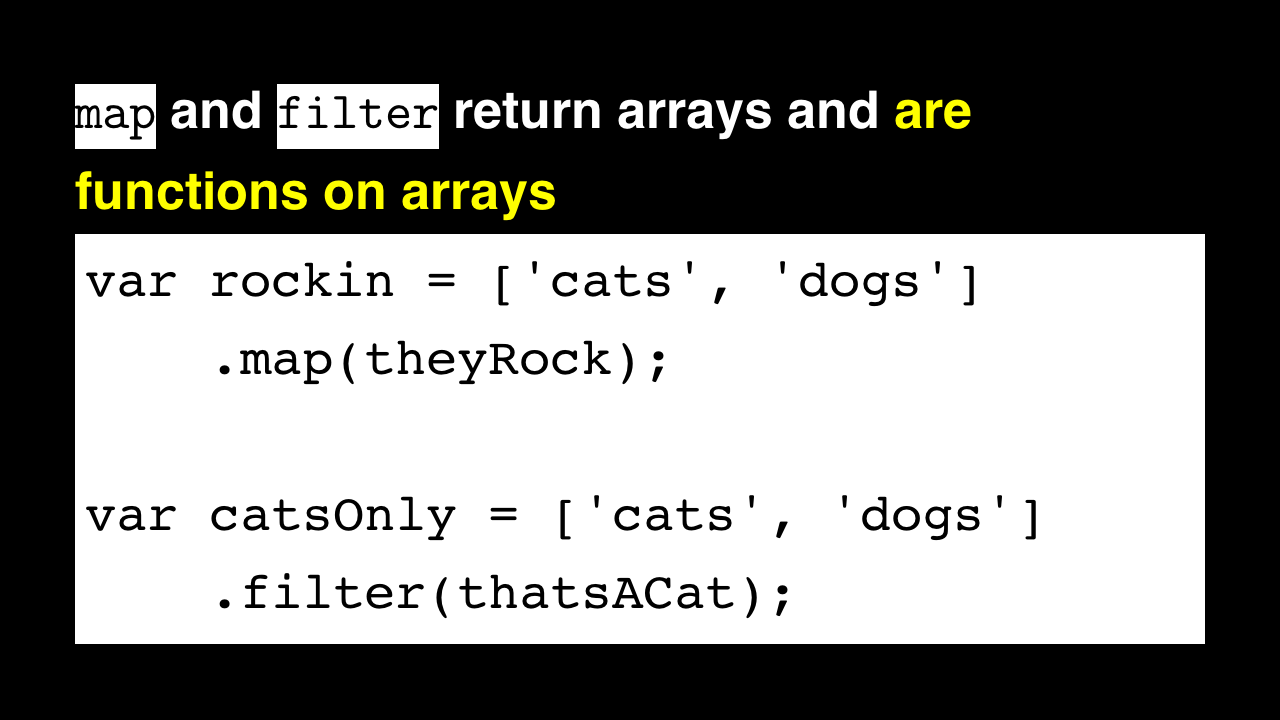 map and filter return arrays and are
functions on arrays
var rockin = ['cats', 'dogs']
    .map(theyRock);
var catsOnly = ['cats', 'dogs']
    .filter(thatsACat);